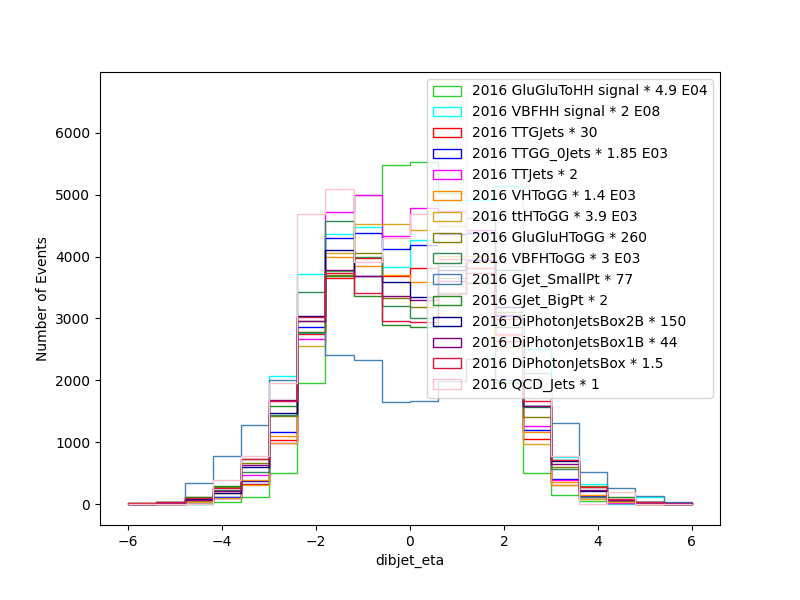 2016 GluGluToHH signal * 4.9 E04
2016 VBFHH signal * 2 E08
2016 TTGJets * 30
2016 TTGG_0Jets * 1.85 E03
2016 TTJets * 2
2016 VHToGG * 1.4 E03
2016 ttHToGG * 3.9 E03
2016 GluGluHToGG * 260
2016 VBFHToGG * 3 E03
2016 GJet_SmallPt * 77
2016 GJet_BigPt * 2
2016 DiPhotonJetsBox2B * 150
2016 DiPhotonJetsBox1B * 44
2016 DiPhotonJetsBox * 1.5
2016 QCD_Jets * 1
Number of Events
6000
5000
4000
3000
2000
1000
0
−6 −4 −2 0 2 4 6
dibjet_eta